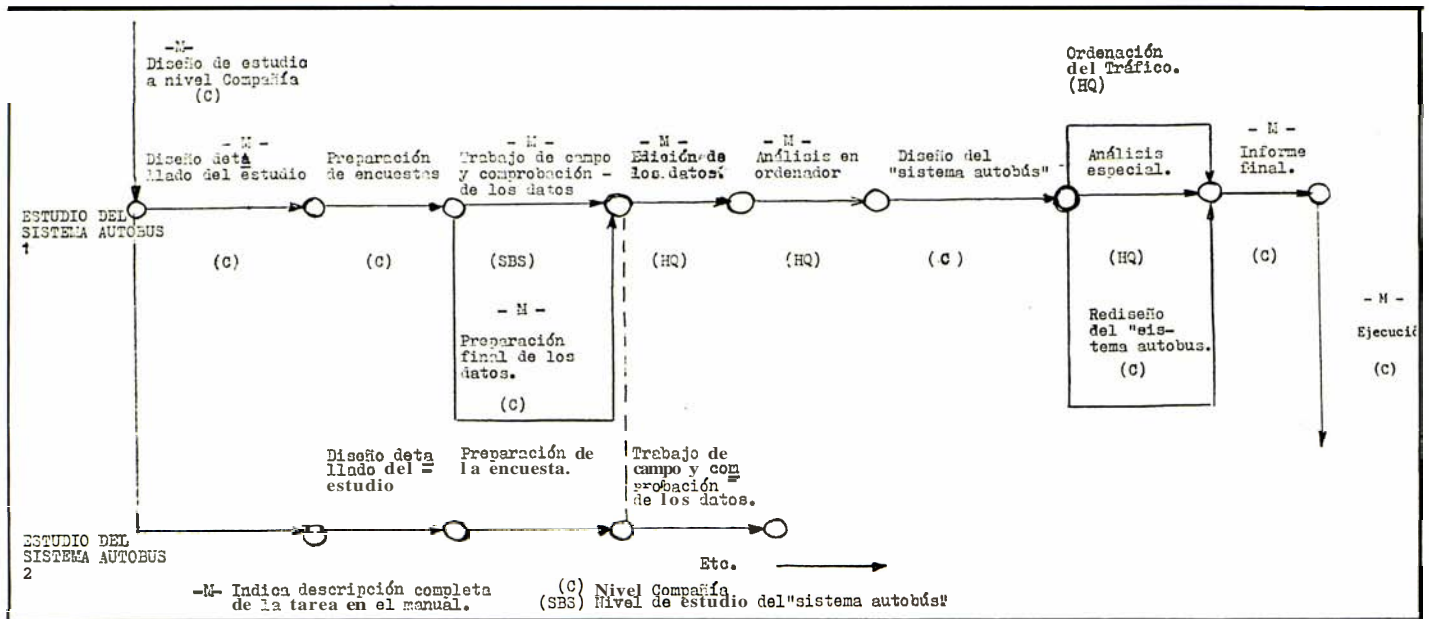 -M-
Diseño de estudio
a nivel Compañía
(C)
Ordenación
del Tráfico.
(HQ)
- M -
Diseño deta
llado del estudio
Preparación
de encuestas
- M -
Trabajo de campo
y comprobación -
de los datos
- M -
Edición de
los datos.
- M -
Análisis en
ordenador
Diseño del
"sistema autobús"
Análisis
especial.
- M -
Informe
final.
ESTUDIO DEL
SISTEMA AUTOBUS
1
(C)
(C)
(SBS)
(HQ)
(HQ)
(C)
(HQ)
(C)
- M -
Preparación
final de los
datos.
(C)
Rediseño
del "sis-
tema autobus.
(C)
- M -
Ejecució
(C)
Diseño deta
llado del =
estudio
Preparación de
la encuesta.
Trabajo de
campo y com
probación =
de los datos.
ESTUDIO DEL
SISTEMA AUTOBUS
2
Etc.
-M- Indica descripción completa
de la tarea en el manual.
(C) Nivel Compañía
(SBS) Nivel de estudio del "sistema autobús"